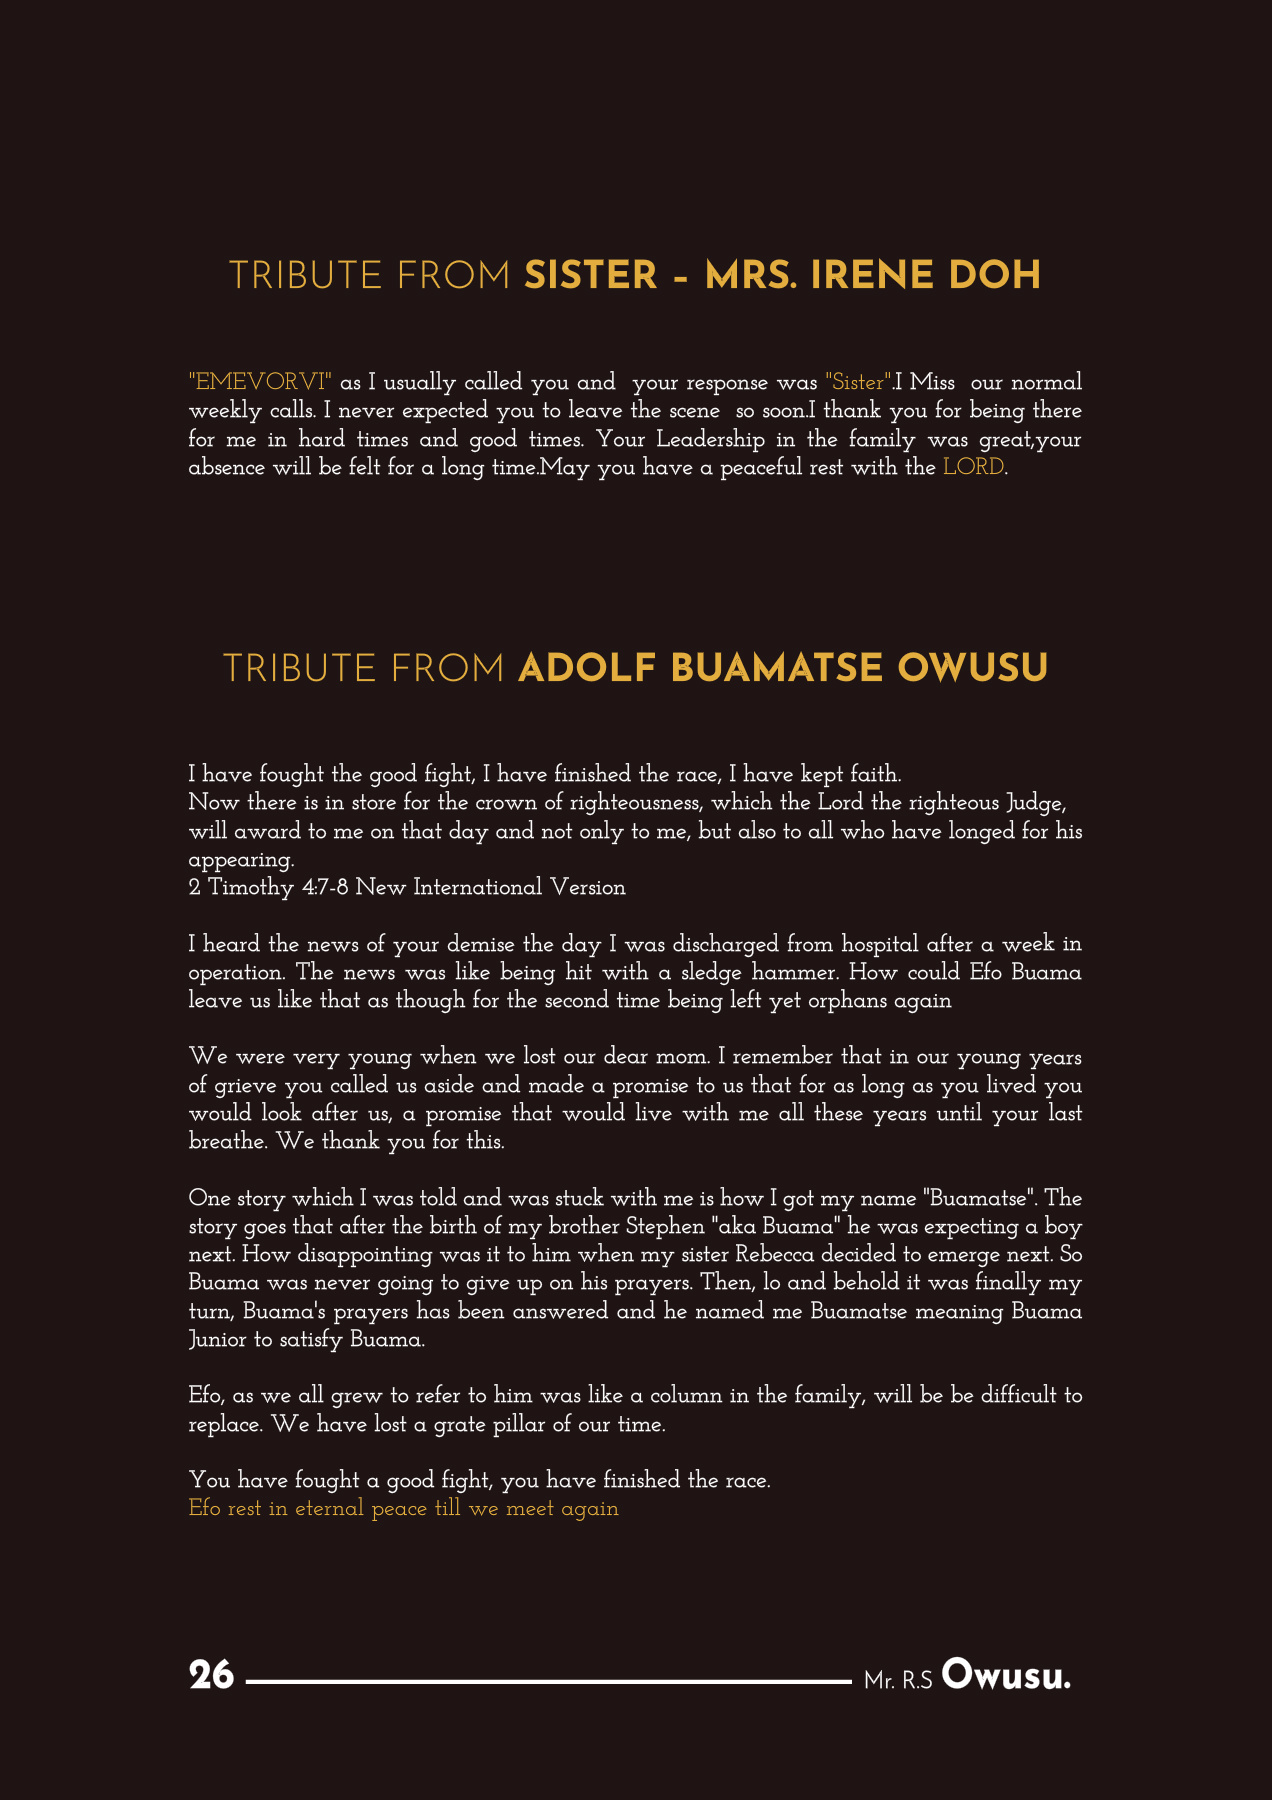 TRIBUTE FROM SISTER – MRS. IRENE DOH
"EMEVORVI" as I usually called you and your response was "Sister".I Miss our normal
weekly calls. I never expected you to leave the scene so soon.I thank you for being there
for me in hard times and good times. Your Leadership in the family was great,your
absence will be felt for a long time.May you have a peaceful rest with the LORD.
TRIBUTE FROM ADOLF BUAMATSE OWUSU
I have fought the good fight, I have finished the race, I have kept faith.
Now there is in store for the crown of righteousness, which the Lord the righteous Judge,
will award to me on that day and not only to me, but also to all who have longed for his
appearing.
2 Timothy 4:7-8 New International Version
I heard the news of your demise the day I was discharged from hospital after a week in
operation. The news was like being hit with a sledge hammer. How could Efo Buama
leave us like that as though for the second time being left yet orphans again
We were very young when we lost our dear mom. I remember that in our young years
of grieve you called us aside and made a promise to us that for as long as you lived you
would look after us, a promise that would live with me all these years until your last
breathe. We thank you for this.
One story which I was told and was stuck with me is how I got my name "Buamatse". The
story goes that after the birth of my brother Stephen "aka Buama" he was expecting a boy
next. How disappointing was it to him when my sister Rebecca decided to emerge next. So
Buama was never going to give up on his prayers. Then, lo and behold it was finally my
turn, Buama's prayers has been answered and he named me Buamatse meaning Buama
Junior to satisfy Buama.
Efo, as we all grew to refer to him was like a column in the family, will be be difficult to
replace. We have lost a grate pillar of our time.
You have fought a good fight, you have finished the race.
Efo rest in eternal peace till we meet again
26 Mr. R.S Owusu.